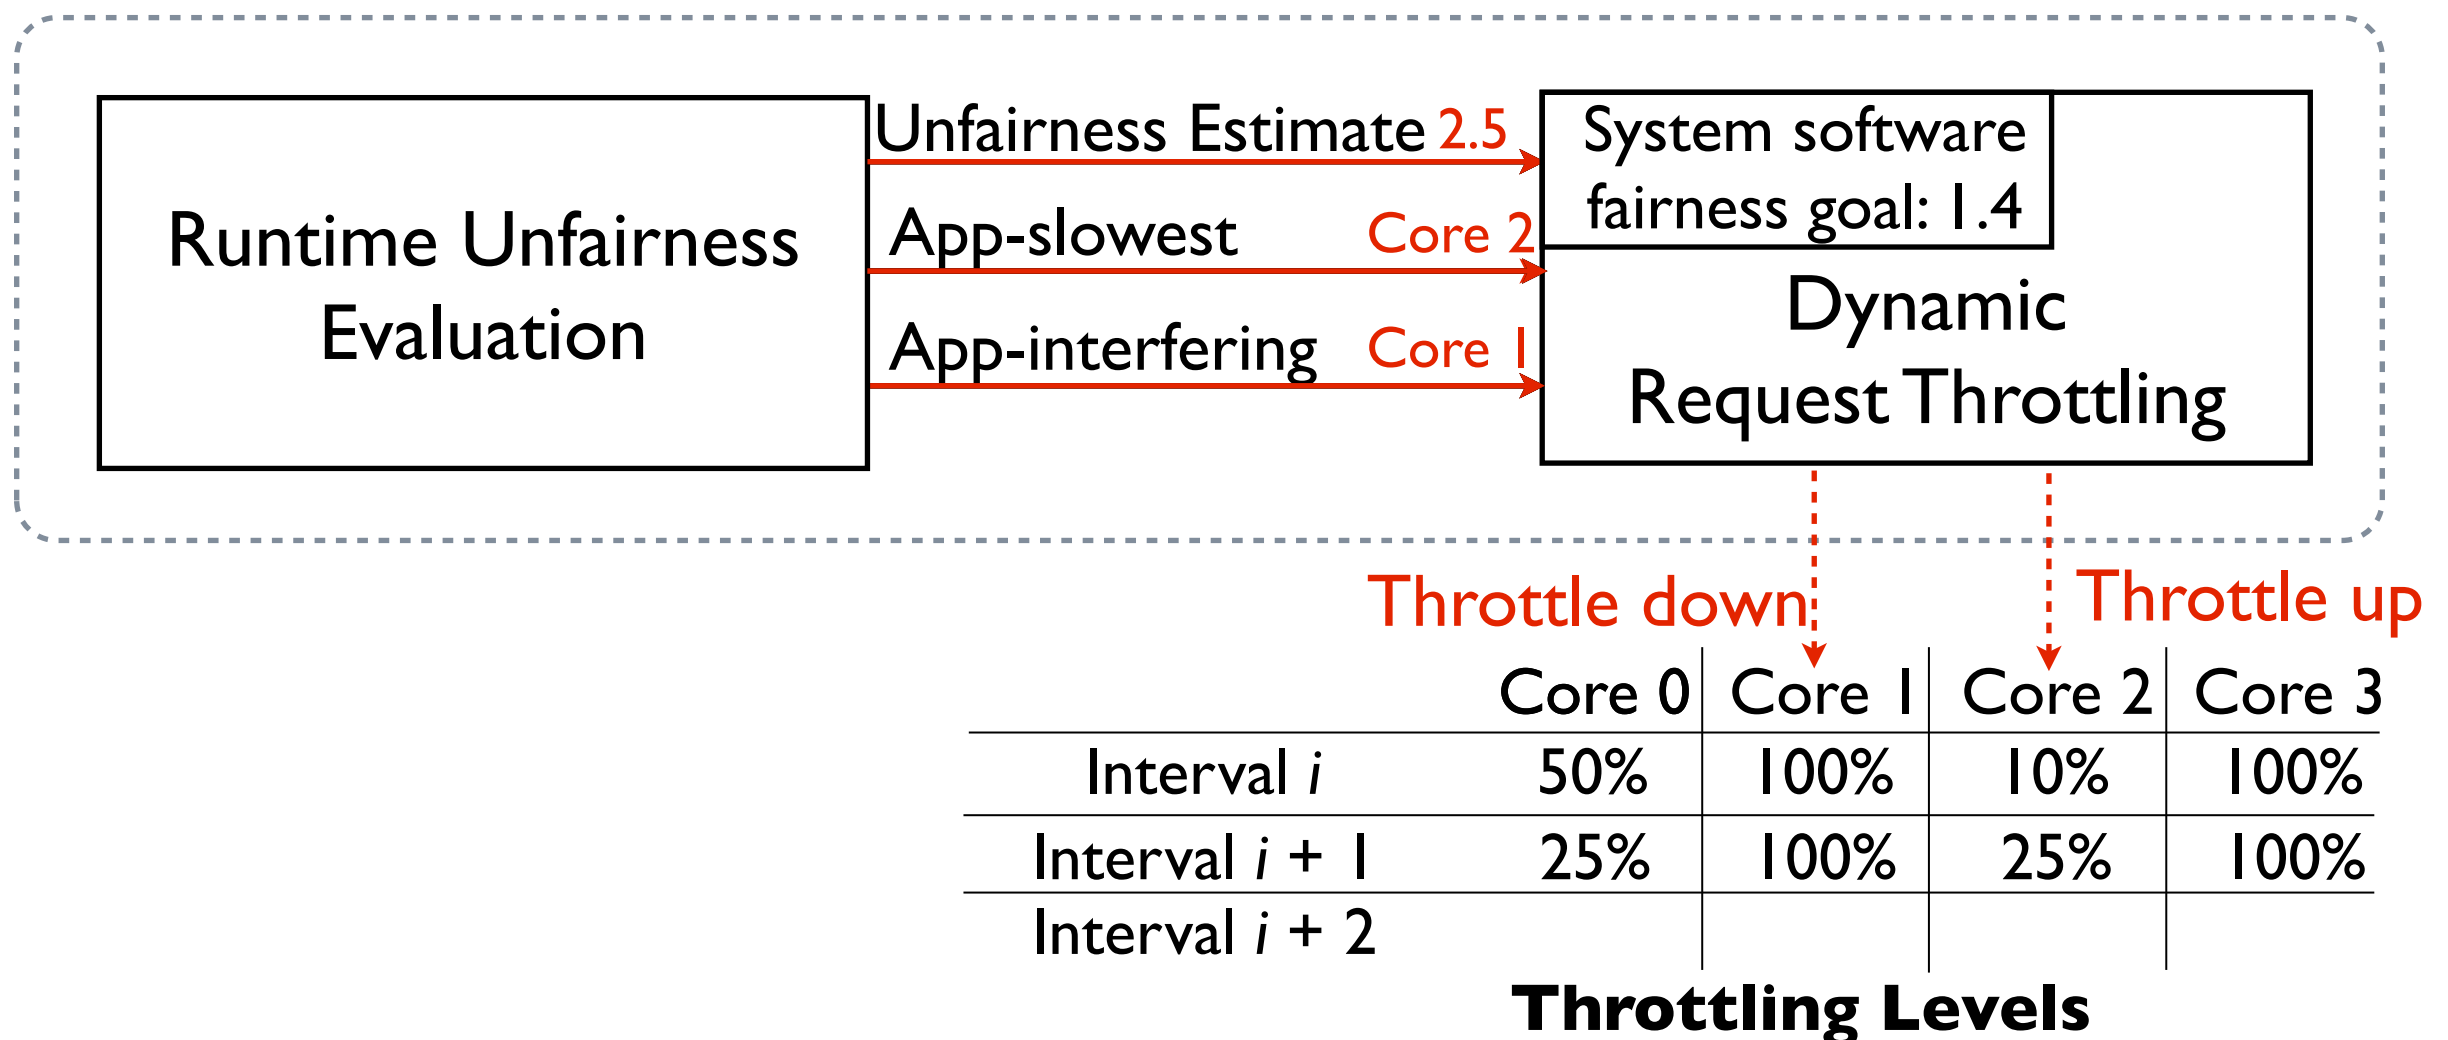 Unfairness Estimate 2.5
App-slowest Core 2
App-interfering Core 1
Runtime Unfairness
Evaluation
System software
fairness goal: 1.4
Dynamic
Request Throttling
Throttle down
Throttle up
Core 0 Core 1 Core 2 Core 3
Interval i 50% 100% 10% 100%
Interval i + 1 25% 100% 25% 100%
Interval i + 2
Throttling Levels